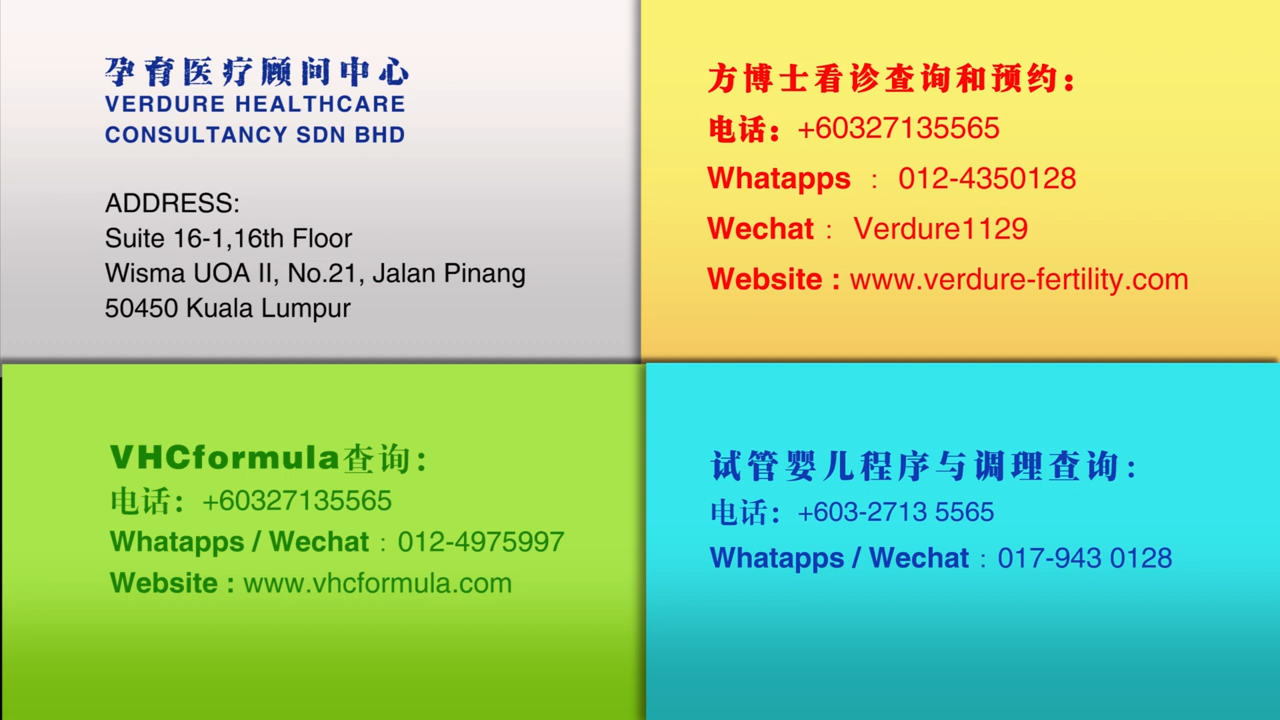 孕育医疗顾问中心
VERDURE HEALTHCARE
CONSULTANCY SDN BHD
ADDRESS:
Suite 16-1,16th Floor
Wisma UOA II, No.21, Jalan Pinang
50450 Kuala Lumpur
方博士看诊查询和预约：
电话：+60327135565
Whatapps ： 012-4350128
Wechat ： Verdure1129
Website : www.verdure-fertility.com
VHCformula查询：
电话：+60327135565
Whatapps / Wechat：012-4975997
Website : www.vhcformula.com
试管婴儿程序与调理查询：
电话：+603-2713 5565
Whatapps / Wechat：017-943 0128